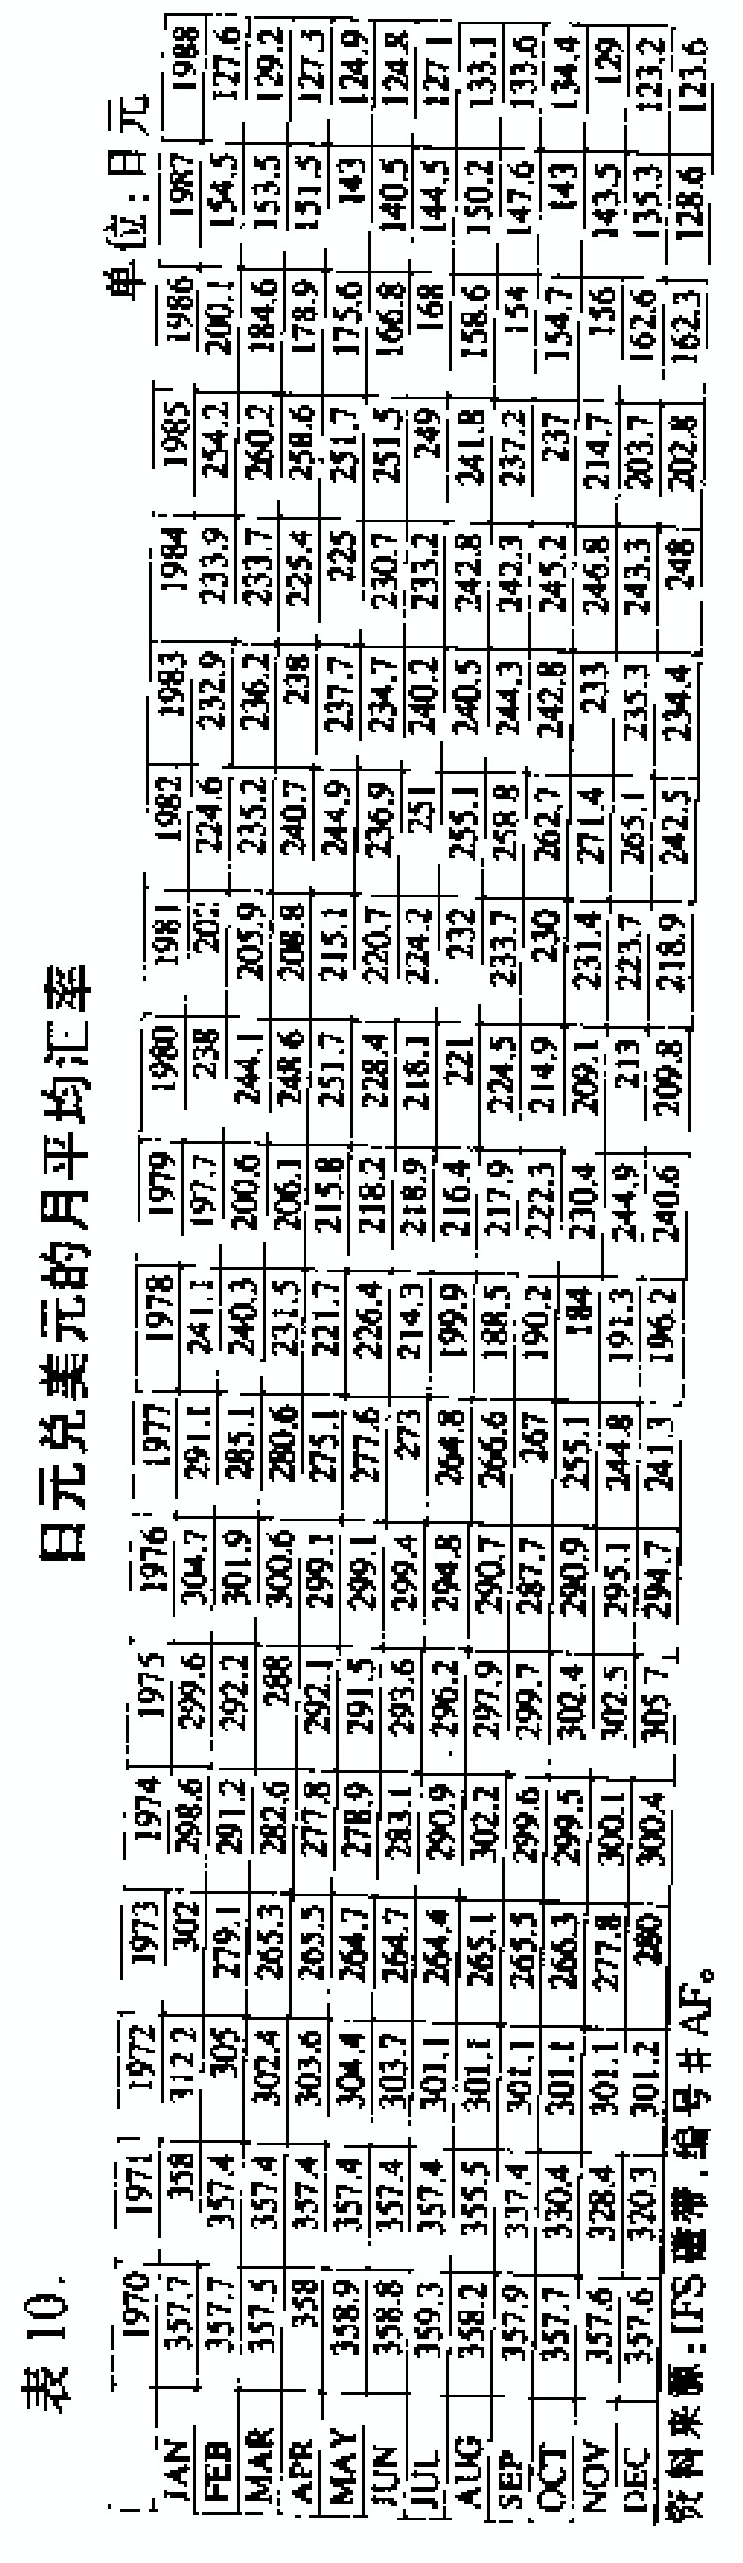 表 10.
日元兑美元的月平均汇率
单位:日元
1970 1971 1972 1973 1974 1975 1976 1977 1978 1979 1980 1981 1982 1983 1984 1985 1986 1987 1988
JAN 357.7 358 312.2 302 298.6 299.6 304.7 291.1 241.1 197.7 238 224.6 232.9 233.9 254.2 200.1 154.5 127.6
FEB 357.7 357.4 305 279.1 291.2 292.2 301.9 285.1 240.3 200.6 244.1 205.9 235.2 236.2 233.7 260.2 184.6 153.5 129.2
MAR 357.5 357.4 302.4 265.3 282.6 288 300.6 280.6 231.5 206.1 248.6 208.8 240.7 238 225.4 258.6 178.9 151.5 127.3
APR 358 357.4 303.6 265.5 277.8 292.1 299.1 275.1 221.7 215.8 251.7 215.1 244.9 237.7 225 251.7 175.6 143 124.9
MAY 358.9 357.4 304.4 264.7 278.9 291.5 299.1 277.6 226.4 218.2 228.4 220.7 236.9 234.7 230.7 251.5 166.8 140.5 124.8
JUN 358.8 357.4 303.7 264.7 283.1 293.6 299.4 273 214.3 218.9 218.1 224.2 251 240.2 233.2 249 168 144.5 127.1
JUL 359.3 357.4 301.1 264.4 290.9 296.2 294.8 264.8 199.9 216.4 221 232 255.1 240.5 242.8 241.8 158.6 150.2 133.1
AUG 358.2 355.5 301.1 265.1 302.2 297.9 290.7 266.6 188.5 217.9 224.5 233.7 258.8 244.3 242.3 237.2 154 147.6 133.6
SEP 357.9 337.4 301.1 265.5 299.6 299.7 287.7 267 190.2 222.3 214.9 230 262.7 242.8 245.2 237 154.7 143 134.4
OCT 357.7 330.4 301.1 266.3 299.5 302.4 290.9 255.1 184 230.4 209.1 231.4 271.4 233 246.8 214.7 156 143.5 129
NOV 357.6 328.4 301.1 277.8 300.1 302.5 295.1 244.8 191.3 244.9 213 223.7 265.1 235.3 243.3 203.7 162.6 135.3 123.2
DEC 357.6 320.3 301.2 280 300.4 305.7 294.7 241.3 196.2 240.6 209.8 218.9 242.5 234.4 248 202.8 162.3 128.6 123.6
资料来源:IFS 磁带,编号 # AF。